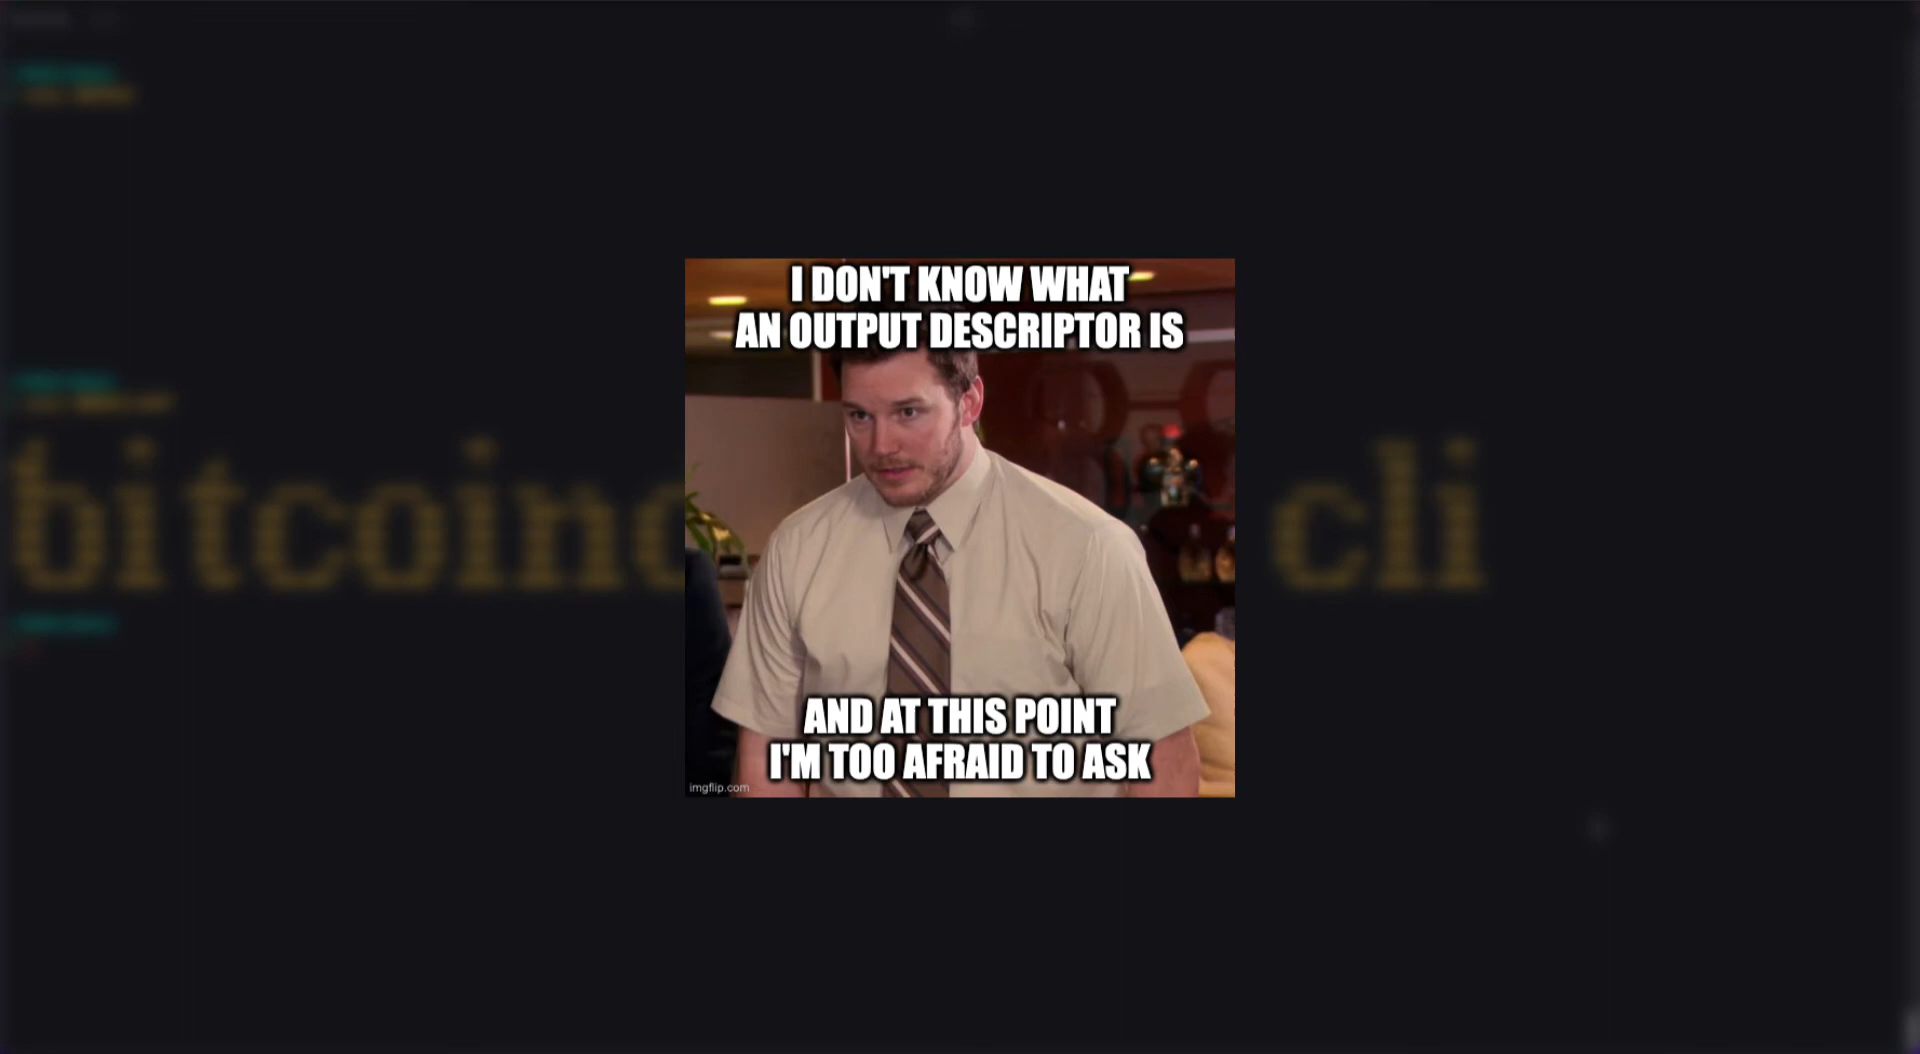 I DON'T KNOW WHAT
AN OUTPUT DESCRIPTOR IS
bitcoin
cli
AND AT THIS POINT
I'M TOO AFRAID TO ASK
imgflip.com